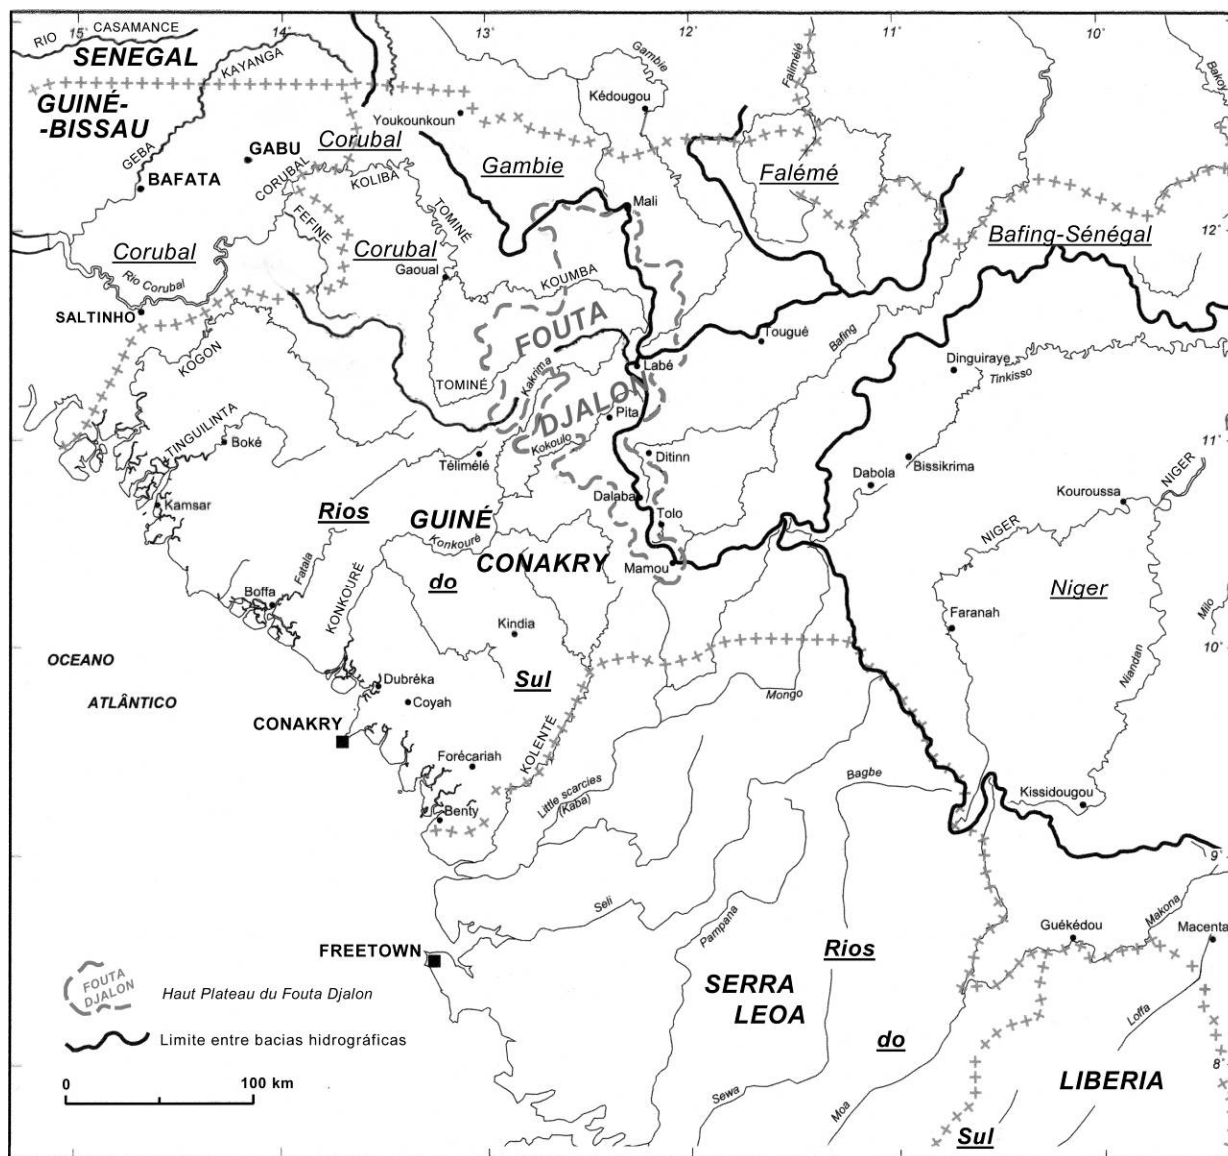 15˚
14˚
13˚
12˚
11˚
10˚
RIO CASAMANCE
SENEGAL
KAYANGA
GUINÉ-
-BISSAU
GEBA
GABU
BAFATA
Corubal
Youkounkoun
Gambie
Kédougou
Gambie
Falimélé
Bakoy
CORUBAL
KOLIBA
Falémé
Mali
TOMINÉ
FEFINE
Corubal
Gaoual
Corubal
Rio Corubal
Bafing-Sénégal
12˚
KOUMBA
SALTINHO
FOUTA
DJALON
KOGON
TOMINÉ
Kakrima
Labé
Tougué
Bafing
Dinguiraye
Tinkisso
Pita
TINGUILINTA
Boké
Télimélé
Kokoulo
Ditinn
11˚
Bissikrima
Dabola
Kamsar
Rios
GUINÉ
Dalaba
Tolo
Kouroussa
NIGER
Konkouré
CONAKRY
NIGER
do
Mamou
Fatala
Boffa
KONKOURÉ
Kindia
Faranah
Niger
Milo
Niandan
10˚
OCEANO
ATLÂNTICO
Sul
Dubréka
Coyah
Mongo
CONAKRY
KOLENTÉ
Forécariah
Benty
Little scarcies
(Kaba)
Bagbe
Kissidougou
9˚
Seli
Pampana
Guékédou
Makona
Macenta
FREETOWN
Rios
SERRA
LEOA
FOUTA
DJALON
Haut Plateau du Fouta Djalon
Limite entre bacias hidrográficas
Loffa
do
8˚
0
100 km
LIBERIA
Sewa
Moa
Sul